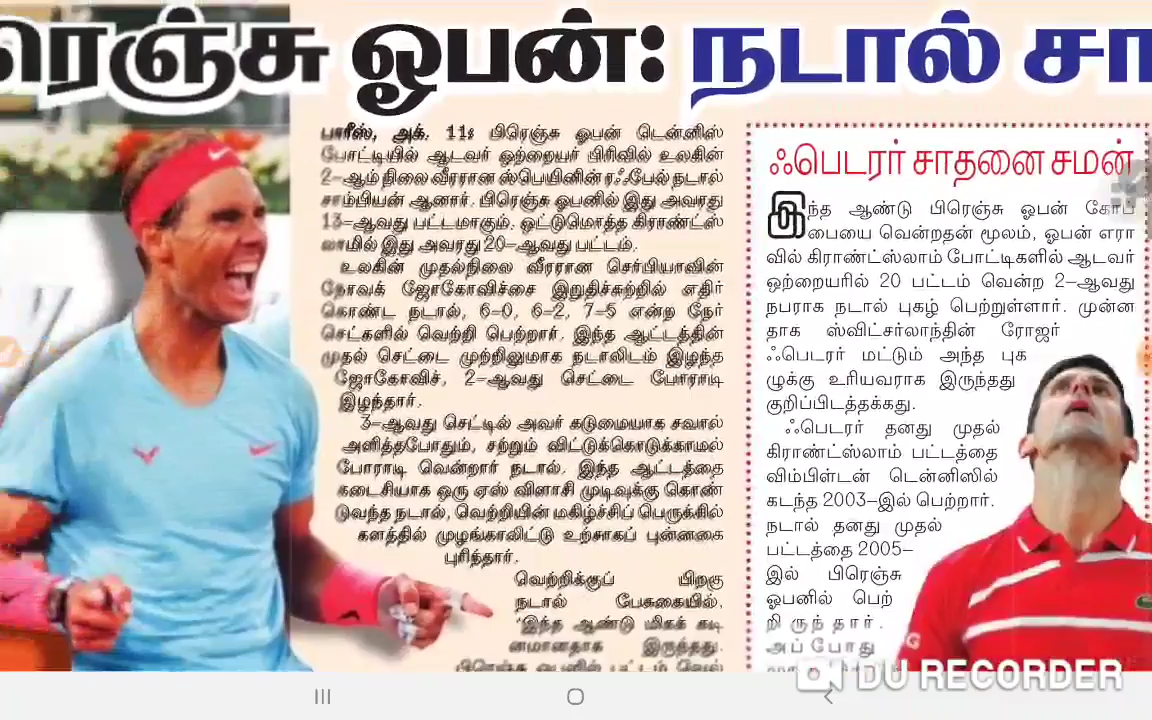 ரெஞ்சு ஓபன்: நடால் சா
பாரீஸ், அக். 11: பிரெஞ்சு ஓபன் டென்னிஸ்
போட்டியில் ஆடவர் ஒற்றையர் பிரிவில் உலகின்
2-ஆம் நிலை வீரரான ஸ்பெயினின் ரஃபேல் நடால்
சாம்பியன் ஆனார். பிரெஞ்சு ஓபனில் இது அவரது
13-ஆவது பட்டமாகும். ஒட்டுமொத்த கிராண்ட்ஸ்
லாமில் இது அவரது 20-ஆவது பட்டம்.
உலகின் முதல்நிலை வீரரான செர்பியாவின்
நோவக் ஜோகோவிச்சை இறுதிச்சுற்றில் எதிர்
கொண்ட நடால், 6-0, 6-2, 7-5 என்ற நேர்
செட்களில் வெற்றி பெற்றார். இந்த ஆட்டத்தின்
முதல் செட்டை முற்றிலுமாக நடாலிடம் இழந்த
ஜோகோவிச், 2-ஆவது செட்டை போராடி
இழந்தார்.
3-ஆவது செட்டில் அவர் கடுமையாக சவால்
அளித்தபோதும், சற்றும் விட்டுக்கொடுக்காமல்
போராடி வென்றார் நடால். இந்த ஆட்டத்தை
கடைசியாக ஒரு ஏஸ் விளாசி முடிவுக்கு கொண்
டுவந்த நடால், வெற்றியின் மகிழ்ச்சிப் பெருக்கில்
களத்தில் முழங்காலிட்டு உற்சாகப் புன்னகை
புரிந்தார்.
வெற்றிக்குப் பிறகு
நடால் பேசுகையில்,
"இந்த ஆண்டு மிகக் கடி
னமானதாக இருந்தது.
பிரெஞ்சு ஓபனில் பட்டம் வெல்
ஃபெடரர் சாதனை சமன்
இந்த ஆண்டு பிரெஞ்சு ஓபன் கோப்
பையை வென்றதன் மூலம், ஓபன் எரா
வில் கிராண்ட்ஸ்லாம் போட்டிகளில் ஆடவர்
ஒற்றையரில் 20 பட்டம் வென்ற 2-ஆவது
நபராக நடால் புகழ் பெற்றுள்ளார். முன்ன
தாக ஸ்விட்சர்லாந்தின் ரோஜர்
ஃபெடரர் மட்டும் அந்த புக
ழுக்கு உரியவராக இருந்தது
குறிப்பிடத்தக்கது.
ஃபெடரர் தனது முதல்
கிராண்ட்ஸ்லாம் பட்டத்தை
விம்பிள்டன் டென்னிஸில்
கடந்த 2003-இல் பெற்றார்.
நடால் தனது முதல்
பட்டத்தை 2005-
இல் பிரெஞ்சு
ஓபனில் பெற்
றிருந்தார்.
அப்போது
DU RECORDER